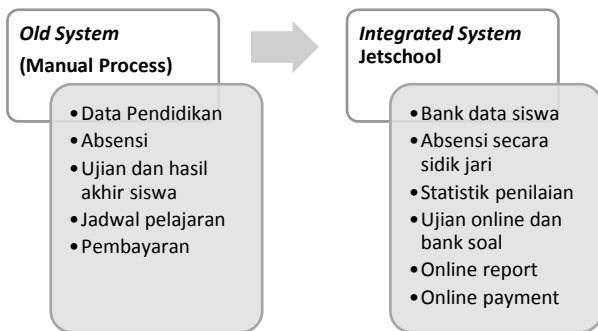 Old System
(Manual Process)
• Data Pendidikan
• Absensi
• Ujian dan hasil
akhir siswa
• Jadwal pelajaran
• Pembayaran
Integrated System
Jetschool
• Bank data siswa
• Absensi secara
sidik jari
• Statistik penilaian
• Ujian online dan
bank soal
• Online report
• Online payment